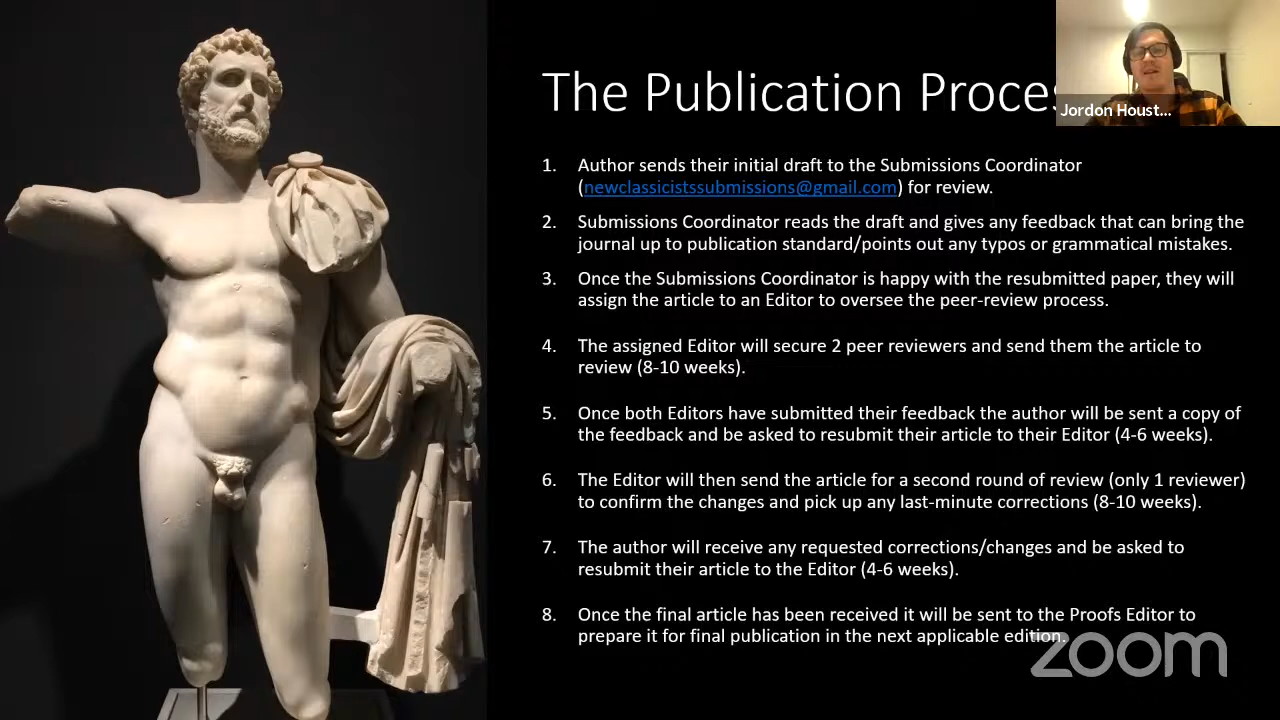 The Publication Proces
Jordon Houst...
1. Author sends their initial draft to the Submissions Coordinator
(newclassicistssubmissions@gmail.com) for review.
2. Submissions Coordinator reads the draft and gives any feedback that can bring the
journal up to publication standard/points out any typos or grammatical mistakes.
3. Once the Submissions Coordinator is happy with the resubmitted paper, they will
assign the article to an Editor to oversee the peer-review process.
4. The assigned Editor will secure 2 peer reviewers and send them the article to
review (8-10 weeks).
5. Once both Editors have submitted their feedback the author will be sent a copy of
the feedback and be asked to resubmit their article to their Editor (4-6 weeks).
6. The Editor will then send the article for a second round of review (only 1 reviewer)
to confirm the changes and pick up any last-minute corrections (8-10 weeks).
7. The author will receive any requested corrections/changes and be asked to
resubmit their article to the Editor (4-6 weeks).
8. Once the final article has been received it will be sent to the Proofs Editor to
prepare it for final publication in the next applicable edition.
zoom